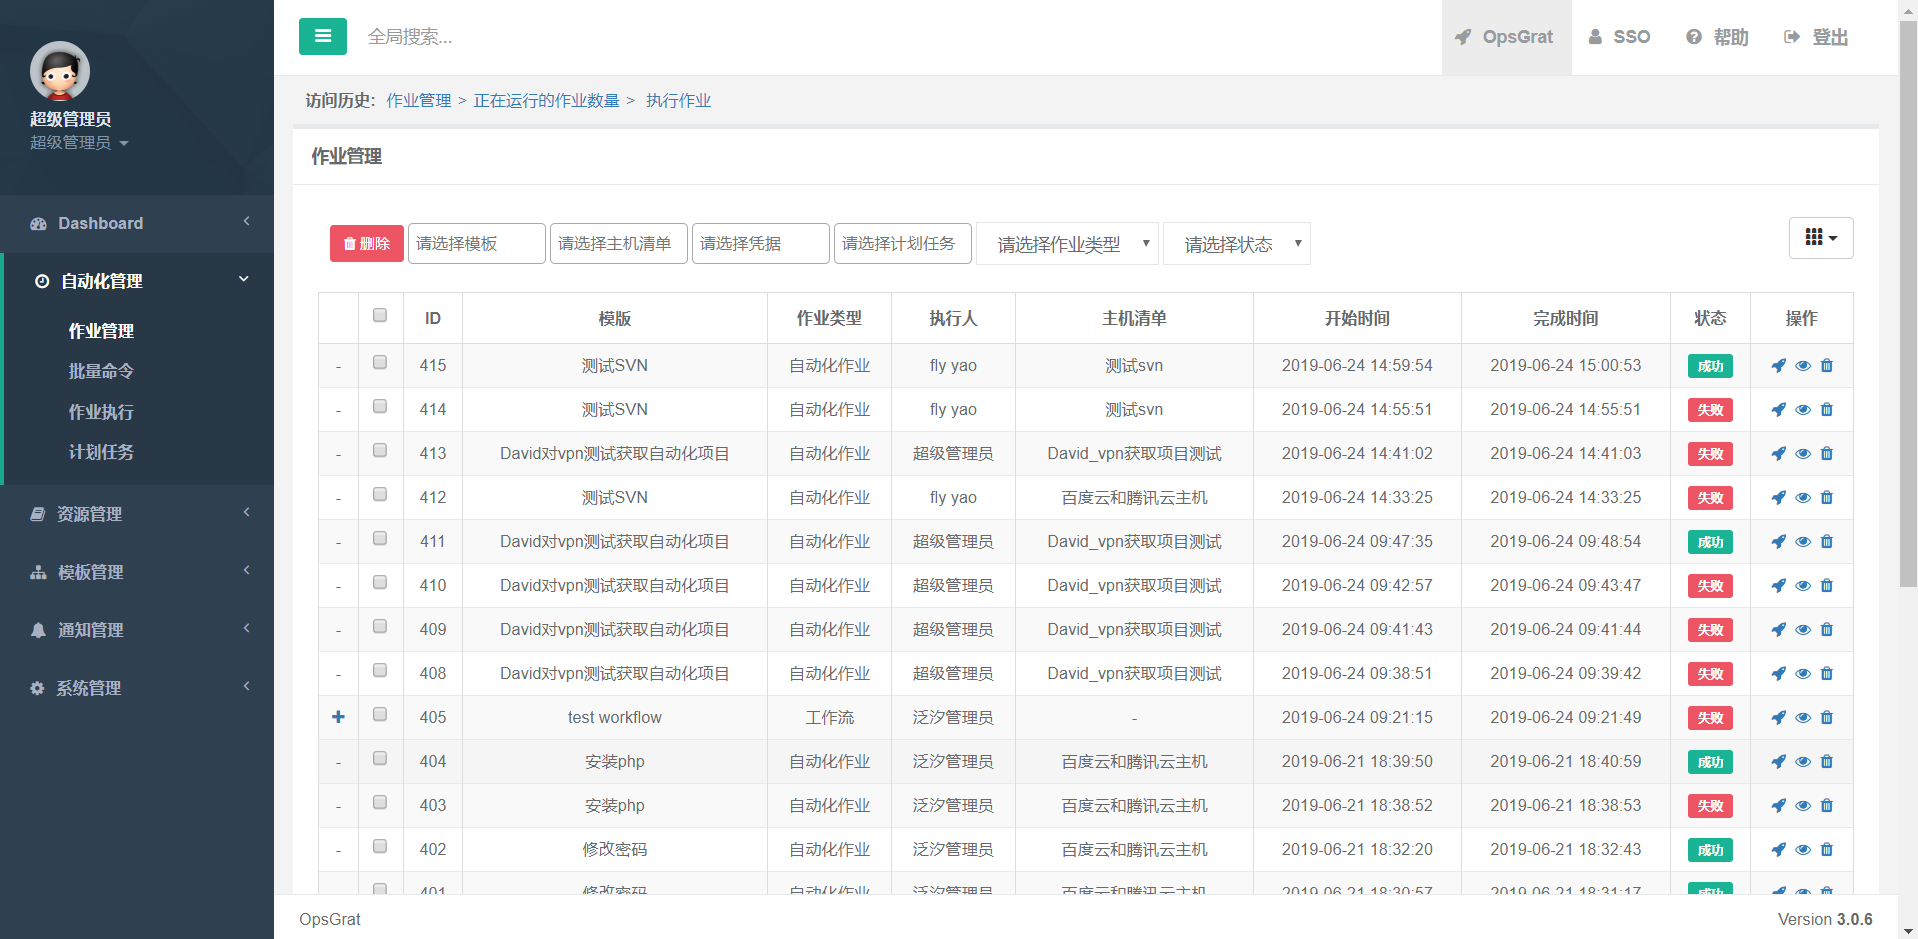 超级管理员
超级管理员
Dashboard
自动化管理
作业管理
批量命令
作业执行
计划任务
资源管理
模板管理
通知管理
系统管理
全局搜索...
OpsGrat SSO 帮助 登出
访问历史: 作业管理 > 正在运行的作业数量 > 执行作业
作业管理
删除 请选择模板 请选择主机清单 请选择凭据 请选择计划任务 请选择作业类型 请选择状态
ID 模版 作业类型 执行人 主机清单 开始时间 完成时间 状态 操作
- 415 测试SVN 自动化作业 fly yao 测试svn 2019-06-24 14:59:54 2019-06-24 15:00:53 成功
- 414 测试SVN 自动化作业 fly yao 测试svn 2019-06-24 14:55:51 2019-06-24 14:55:51 失败
- 413 David对vpn测试获取自动化项目 自动化作业 超级管理员 David_vpn获取项目测试 2019-06-24 14:41:02 2019-06-24 14:41:03 失败
- 412 测试SVN 自动化作业 fly yao 百度云和腾讯云主机 2019-06-24 14:33:25 2019-06-24 14:33:25 失败
- 411 David对vpn测试获取自动化项目 自动化作业 超级管理员 David_vpn获取项目测试 2019-06-24 09:47:35 2019-06-24 09:48:54 成功
- 410 David对vpn测试获取自动化项目 自动化作业 超级管理员 David_vpn获取项目测试 2019-06-24 09:42:57 2019-06-24 09:43:47 失败
- 409 David对vpn测试获取自动化项目 自动化作业 超级管理员 David_vpn获取项目测试 2019-06-24 09:41:43 2019-06-24 09:41:44 失败
- 408 David对vpn测试获取自动化项目 自动化作业 超级管理员 David_vpn获取项目测试 2019-06-24 09:38:51 2019-06-24 09:39:42 失败
405 test workflow 工作流 泛汐管理员 - 2019-06-24 09:21:15 2019-06-24 09:21:49 失败
- 404 安装php 自动化作业 泛汐管理员 百度云和腾讯云主机 2019-06-21 18:39:50 2019-06-21 18:40:59 成功
- 403 安装php 自动化作业 泛汐管理员 百度云和腾讯云主机 2019-06-21 18:38:52 2019-06-21 18:38:53 失败
- 402 修改密码 自动化作业 泛汐管理员 百度云和腾讯云主机 2019-06-21 18:32:20 2019-06-21 18:32:43 成功
401 修改密码 自动化作业 泛汐管理员 百度云和腾讯云主机 2019-06-21 18:30:57 2019-06-21 18:31:17 成功
OpsGrat Version 3.0.6